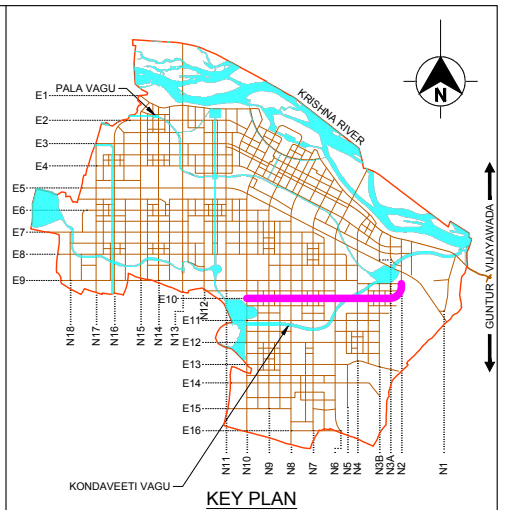 PALA VAGU
KRISHNA RIVER
N
E1
E2
E3
E4
E5
E6
E7
E8
E9
E10
E11
E12
E13
E14
E15
E16
GUNTUR
VIJAYAWADA
N18
N17
N16
N15
N14
N13
N12
N11
N10
N9
N8
N7
N6
N5
N4
N3B
N3A
N2
N1
KONDAVEETI VAGU
KEY PLAN